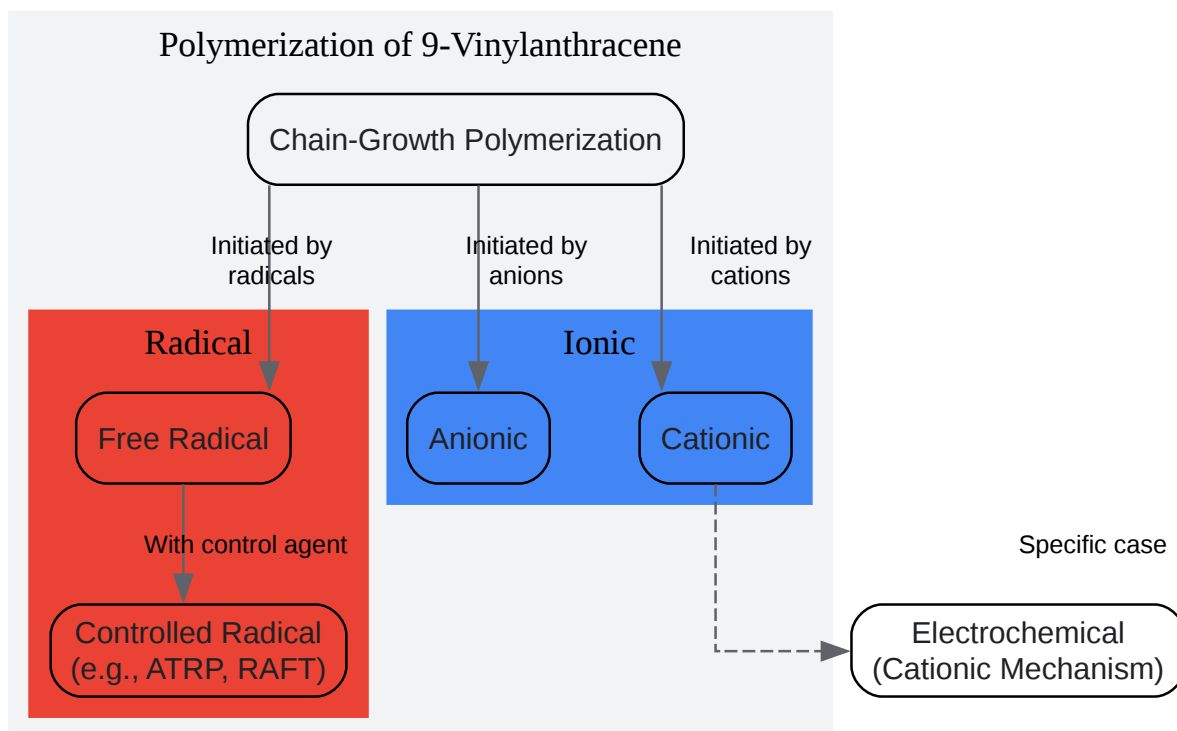 Polymerization of 9-Vinylanthracene
Chain-Growth Polymerization
Initiated by
radicals
Initiated by
anions
Initiated by
cations
Radical
Ionic
Free Radical
Anionic
Cationic
With control agent
Specific case
Controlled Radical
(e.g., ATRP, RAFT)
Electrochemical
(Cationic Mechanism)